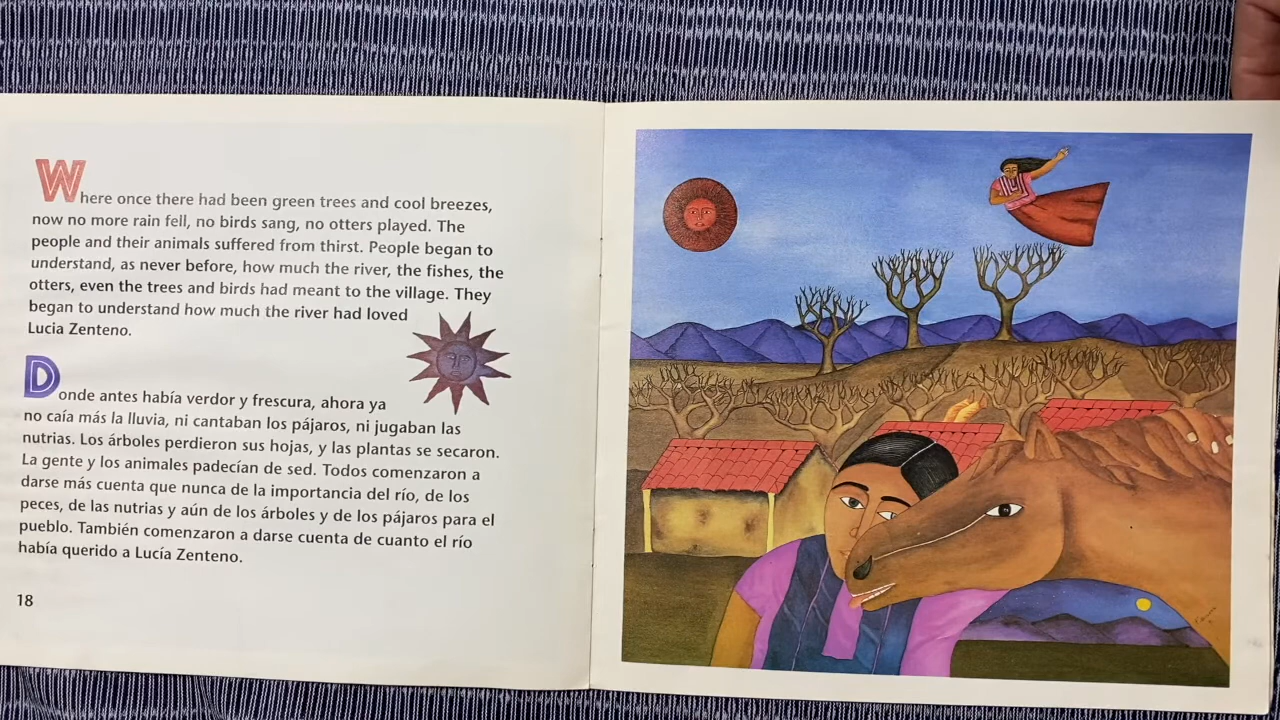 Where once there had been green trees and cool breezes,
now no more rain fell, no birds sang, no otters played. The
people and their animals suffered from thirst. People began to
understand, as never before, how much the river, the fishes, the
otters, even the trees and birds had meant to the village. They
began to understand how much the river had loved
Lucia Zenteno.
Donde antes había verdor y frescura, ahora ya
no caía más la lluvia, ni cantaban los pájaros, ni jugaban las
nutrias. Los árboles perdieron sus hojas, y las plantas se secaron.
La gente y los animales padecían de sed. Todos comenzaron a
darse más cuenta que nunca de la importancia del río, de los
peces, de las nutrias y aún de los árboles y de los pájaros para el
pueblo. También comenzaron a darse cuenta de cuanto el río
había querido a Lucía Zenteno.
18